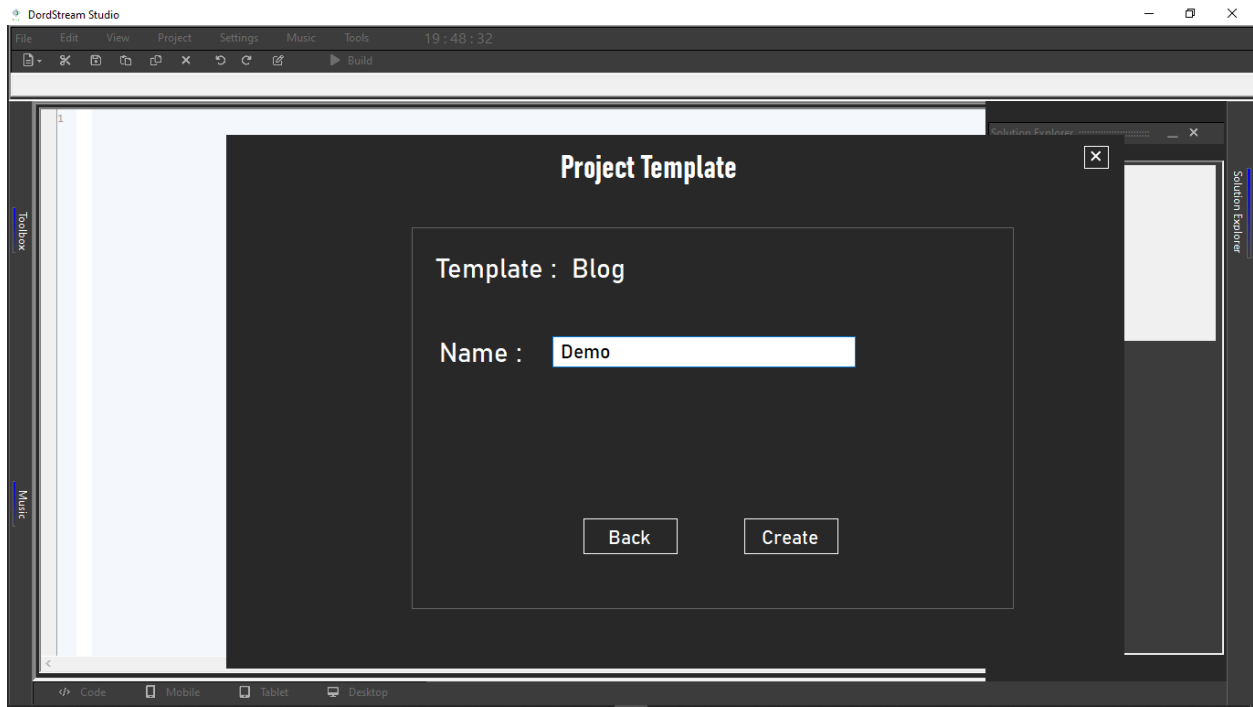 DordStream Studio
File Edit View Project Settings Music Tools 19:48:32
Build
1
Solution Explorer
Project Template
Toolbox
Solution Explorer
Template : Blog
Name : Demo
Music
Back Create
Code Mobile Tablet Desktop